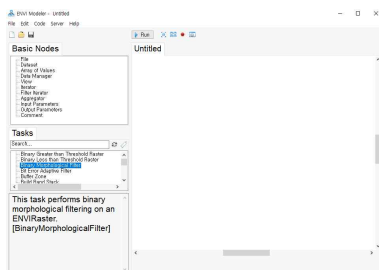 ENVI Modeler - Untitled
File Edit Code Server Help
Run
Basic Nodes
File
Dataset
Array of Values
Data Manager
View
Iterator
Filter Iterator
Aggregator
Input Parameters
Output Parameters
Comment
Untitled
Tasks
Search...
Binary Greater than Threshold Raster
Binary Less than Threshold Raster
Binary Morphological Filter
Bit Error Adaptive Filter
Buffer Zone
Build Band Stack
This task performs binary
morphological filtering on an
ENVIRaster.
[BinaryMorphologicalFilter]